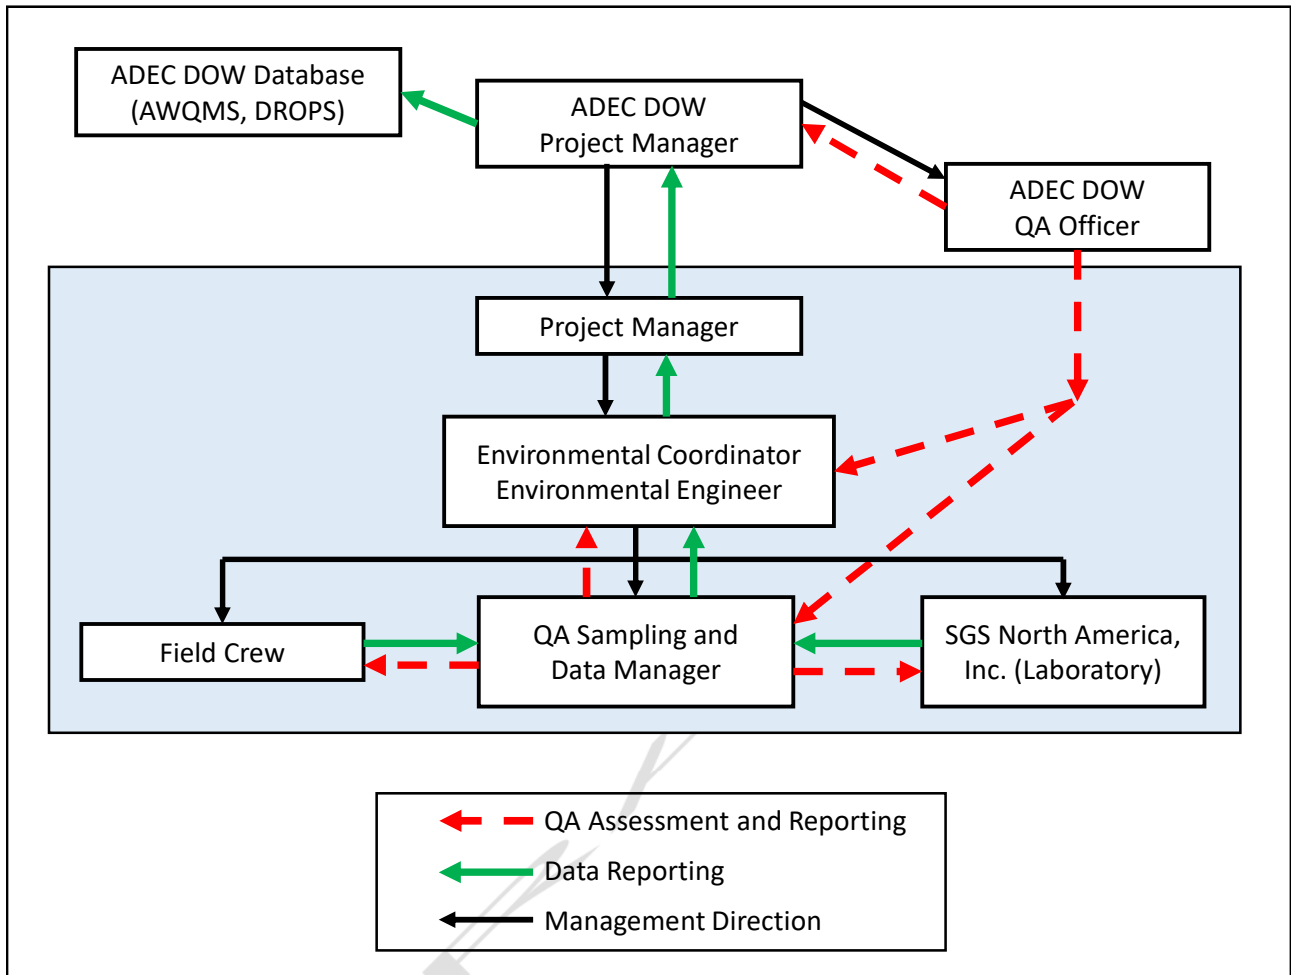 ADEC DOW Database
(AWQMS, DROPS)
ADEC DOW
Project Manager
ADEC DOW
QA Officer
Project Manager
Environmental Coordinator
Environmental Engineer
Field Crew
QA Sampling and
Data Manager
SGS North America,
Inc. (Laboratory)
QA Assessment and Reporting
Data Reporting
Management Direction